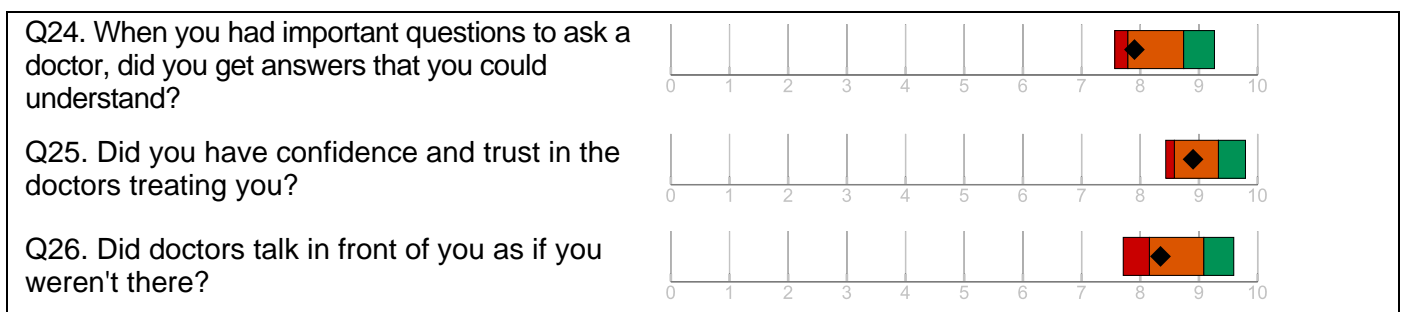 Q24. When you had important questions to ask a
doctor, did you get answers that you could
understand?
0 1 2 3 4 5 6 7 8 9 10
Q25. Did you have confidence and trust in the
doctors treating you?
0 1 2 3 4 5 6 7 8 9 10
Q26. Did doctors talk in front of you as if you
weren't there?
0 1 2 3 4 5 6 7 8 9 10